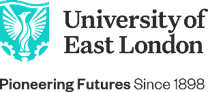 University of
East London
Pioneering Futures Since 1898